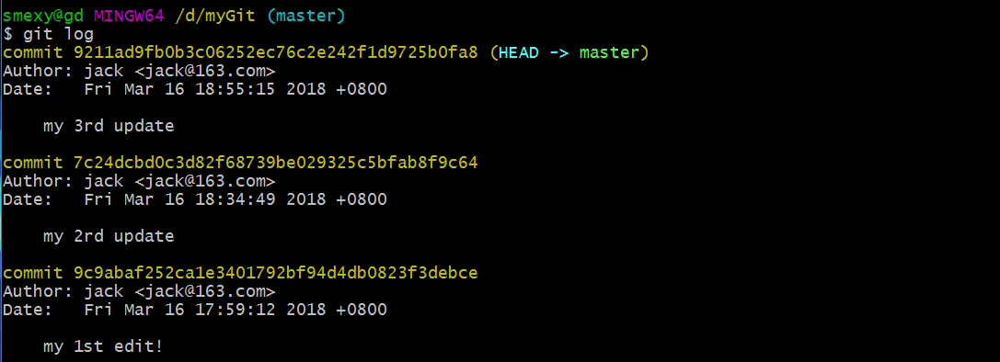 smexy@gd MINGW64 /d/myGit (master)
$ git log
commit 9211ad9fb0b3c06252ec76c2e242f1d9725b0fa8 (HEAD -> master)
Author: jack <jack@163.com>
Date:   Fri Mar 16 18:55:15 2018 +0800

    my 3rd update

commit 7c24dcbd0c3d82f68739be029325c5bfab8f9c64
Author: jack <jack@163.com>
Date:   Fri Mar 16 18:34:49 2018 +0800

    my 2rd update

commit 9c9abaf252ca1e3401792bf94d4db0823f3debce
Author: jack <jack@163.com>
Date:   Fri Mar 16 17:59:12 2018 +0800

    my 1st edit!